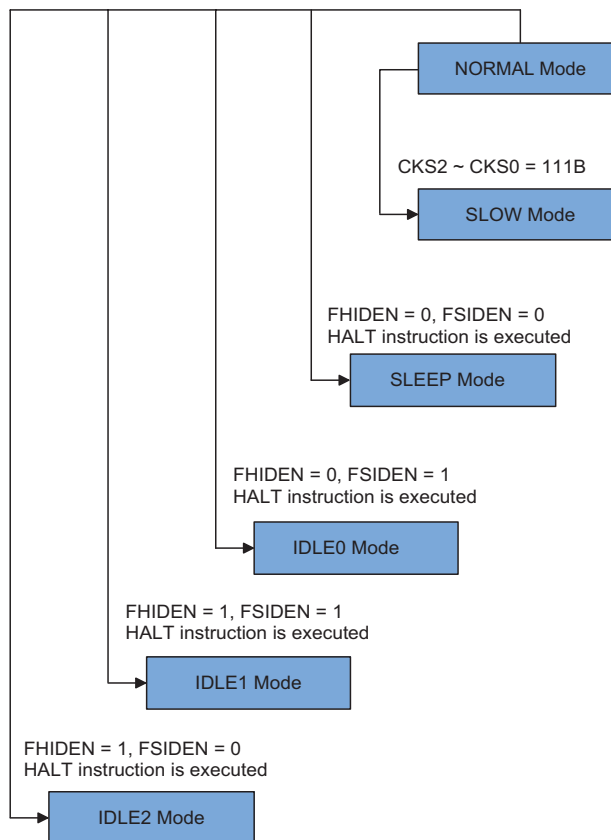 NORMAL Mode
CKS2 ~ CKS0 = 111B
SLOW Mode
FHIDEN = 0, FSIDEN = 0
HALT instruction is executed
SLEEP Mode
FHIDEN = 0, FSIDEN = 1
HALT instruction is executed
IDLE0 Mode
FHIDEN = 1, FSIDEN = 1
HALT instruction is executed
IDLE1 Mode
FHIDEN = 1, FSIDEN = 0
HALT instruction is executed
IDLE2 Mode